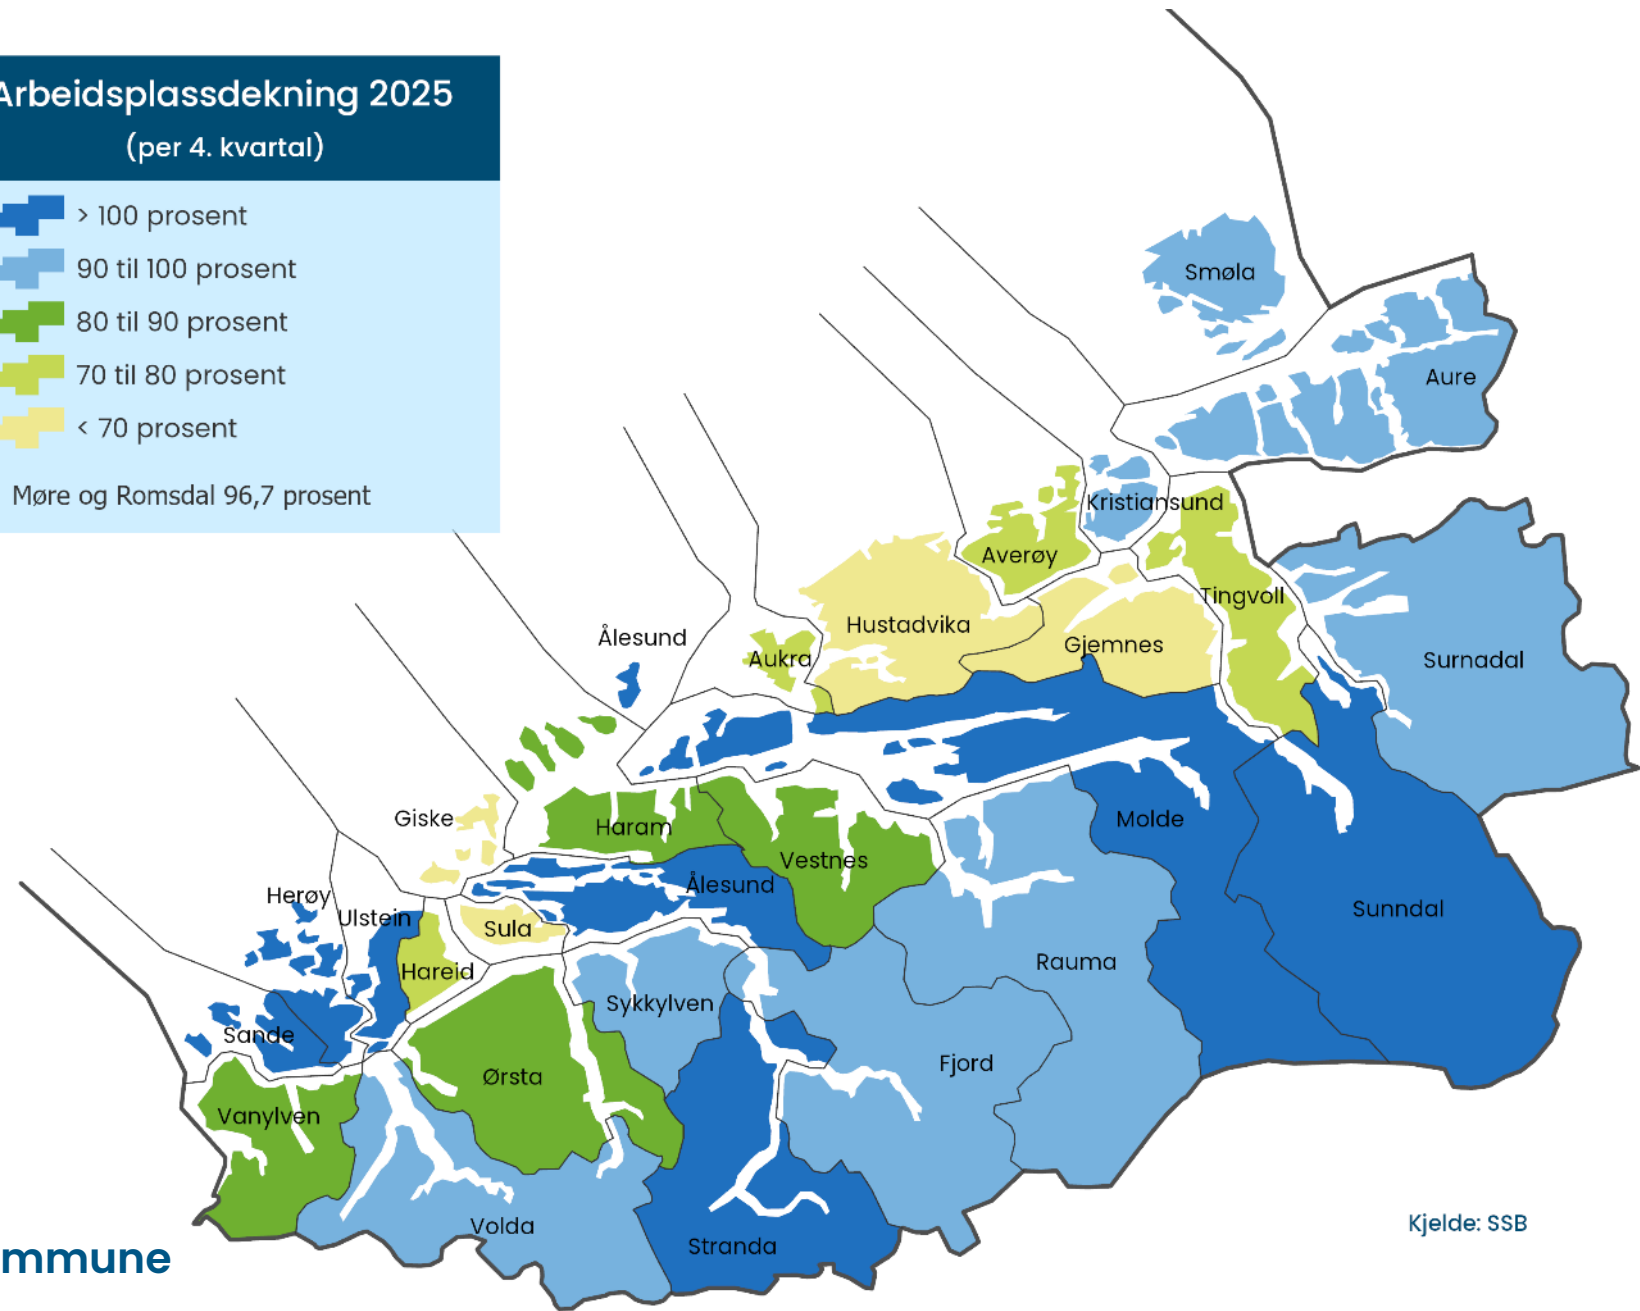 Arbeidsplassdekning 2025
(per 4. kvartal)
> 100 prosent
90 til 100 prosent
80 til 90 prosent
70 til 80 prosent
< 70 prosent
Møre og Romsdal 96,7 prosent
Smøla
Aure
Kristiansund
Averøy
Tingvoll
Hustadvika
Ålesund
Gjemnes
Aukra
Surnadal
Giske
Haram
Molde
Vestnes
Ålesund
Herøy
Ulstein
Sula
Sunndal
Hareid
Rauma
Sykkylven
Sande
Fjord
Ørsta
Vanylven
Volda
Stranda
Kjelde: SSB
mmune